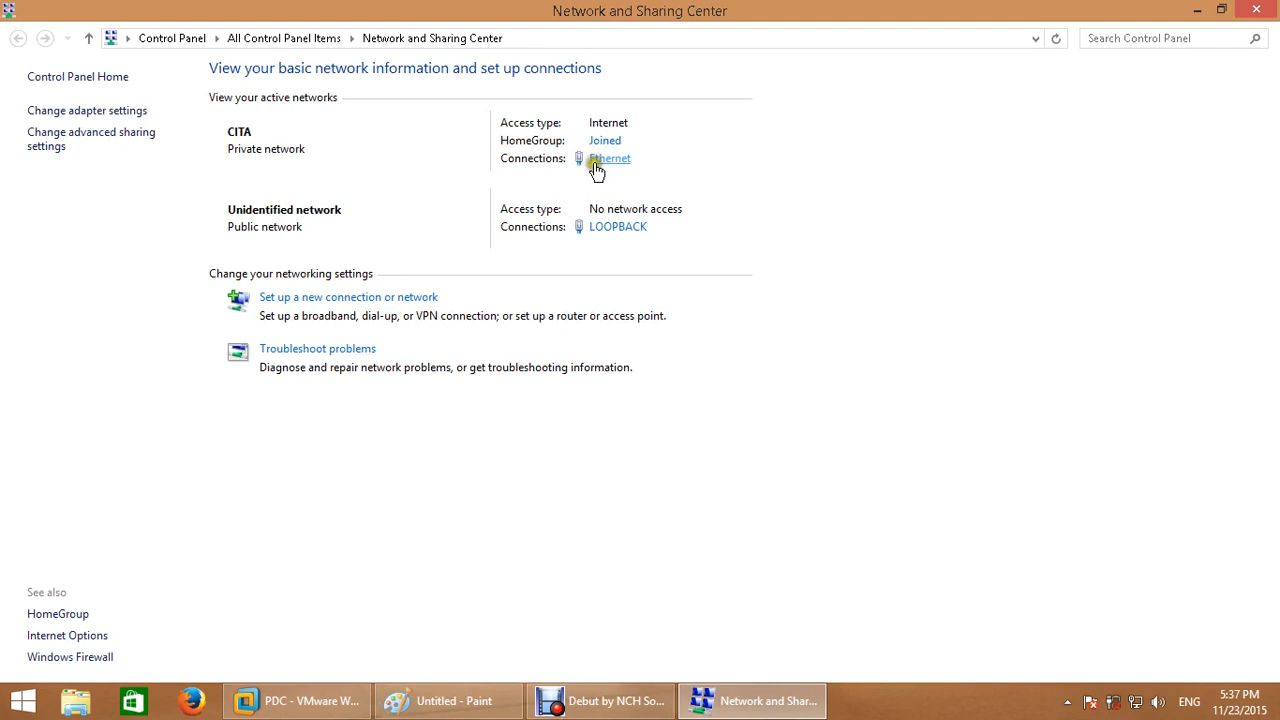 Network and Sharing Center
Control Panel
All Control Panel Items
Network and Sharing Center
Search Control Panel
Control Panel Home
Change adapter settings
Change advanced sharing
settings
View your basic network information and set up connections
View your active networks
CITA
Private network
Access type: Internet
HomeGroup: Joined
Connections: Ethernet
Unidentified network
Public network
Access type: No network access
Connections: LOOPBACK
Change your networking settings
Set up a new connection or network
Set up a broadband, dial-up, or VPN connection; or set up a router or access point.
Troubleshoot problems
Diagnose and repair network problems, or get troubleshooting information.
See also
HomeGroup
Internet Options
Windows Firewall
PDC - VMware W...
Untitled - Paint
Debut by NCH So...
Network and Shar...
ENG
5:37 PM
11/23/2015